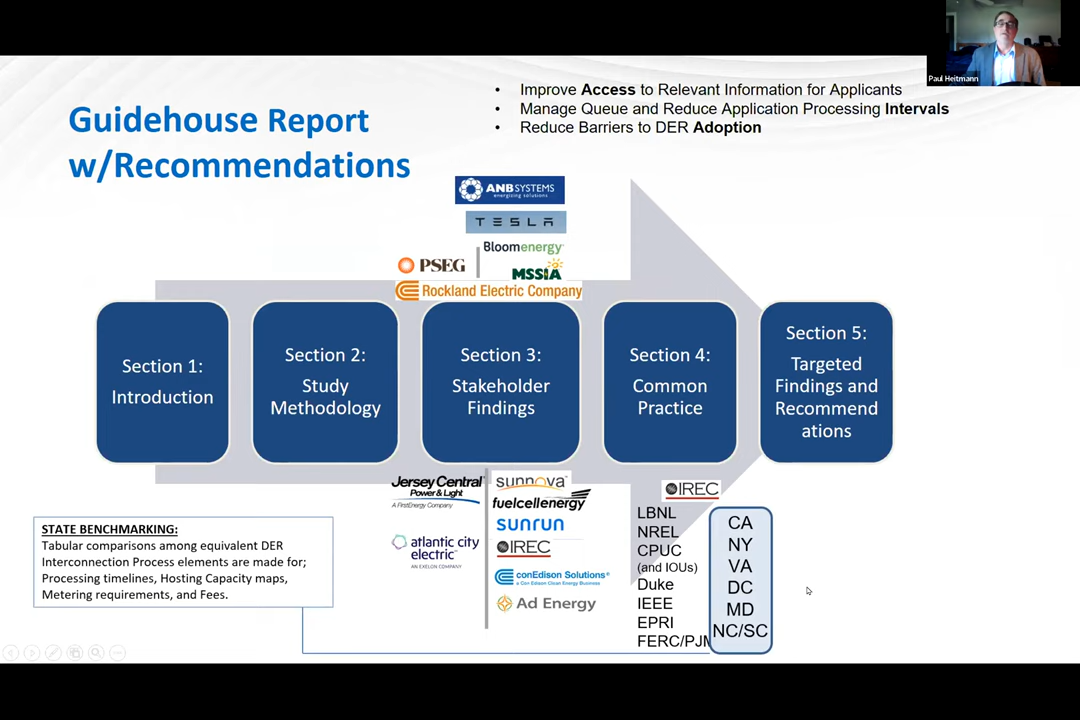 Paul Heitmann
Guidehouse Report
w/Recommendations
• Improve Access to Relevant Information for Applicants
• Manage Queue and Reduce Application Processing Intervals
• Reduce Barriers to DER Adoption
ANB SYSTEMS
energizing solutions
TESLA
Bloomenergy
PSEG
MSSIA
Rockland Electric Company
Section 1:
Introduction
Section 2:
Study
Methodology
Section 3:
Stakeholder
Findings
Section 4:
Common
Practice
Section 5:
Targeted
Findings and
Recommend
ations
Jersey Central
Power & Light
A FirstEnergy Company
atlantic city
electric
AN EXELON COMPANY
sunnova
fuelcellenergy
sunrun
IREC
conEdison Solutions
a Con Edison Clean Energy Business
Ad Energy
IREC
LBNL
NREL
CPUC
(and IOUs)
Duke
IEEE
EPRI
FERC/PJM
CA
NY
VA
DC
MD
NC/SC
STATE BENCHMARKING:
Tabular comparisons among equivalent DER
Interconnection Process elements are made for;
Processing timelines, Hosting Capacity maps,
Metering requirements, and Fees.